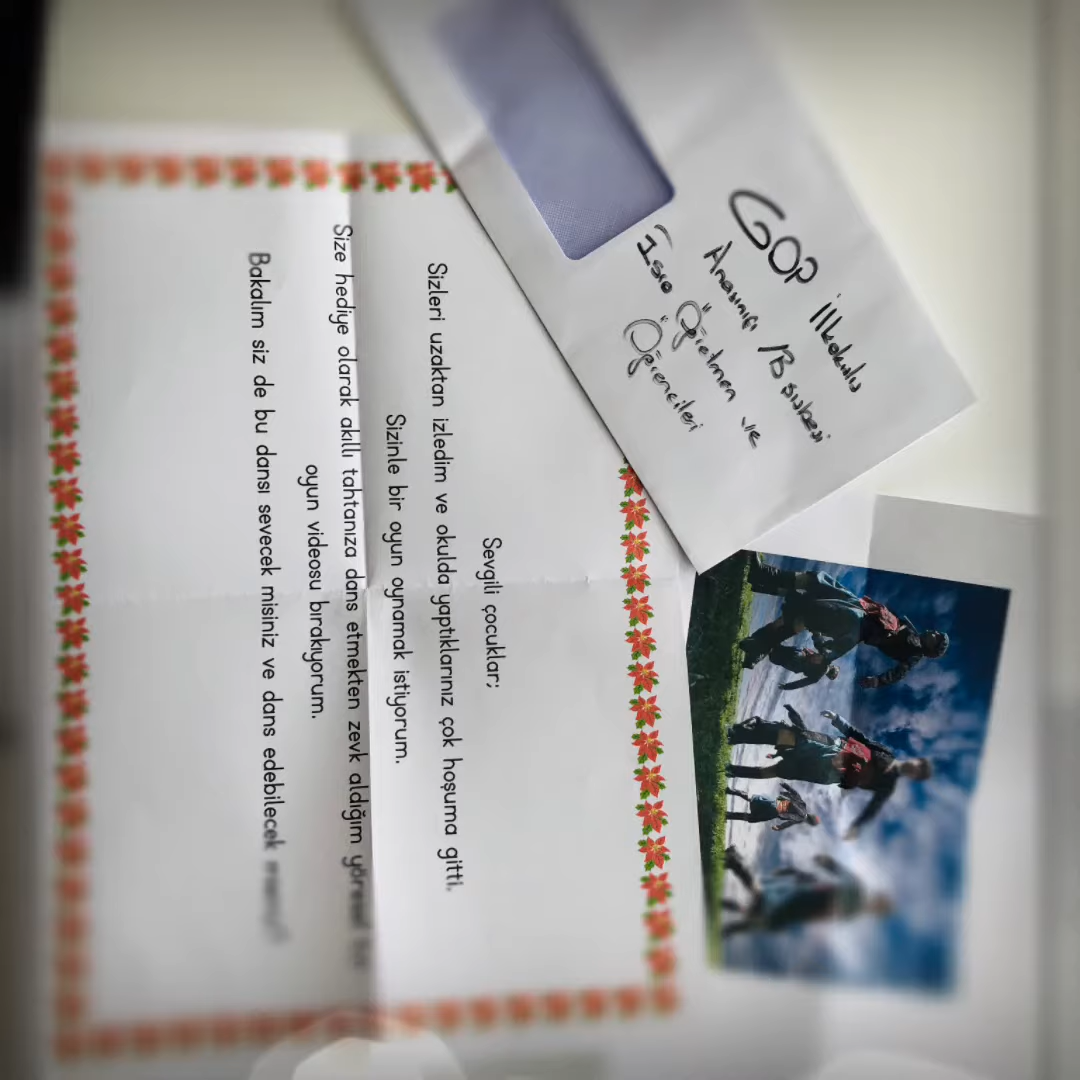 GOP İlkokulu
Anasınıfı /B şubesi
Esra Öğretmen ve
Öğrencileri
Sevgili çocuklar;
Sizleri uzaktan izledim ve okulda yaptıklarınız çok hoşuma gitti.
Sizinle bir oyun oynamak istiyorum.
Size hediye olarak akıllı tahtanıza dans etmekten zevk aldığım yöresel bir
oyun videosu bırakıyorum.
Bakalım siz de bu dansı sevecek misiniz ve dans edebilecek